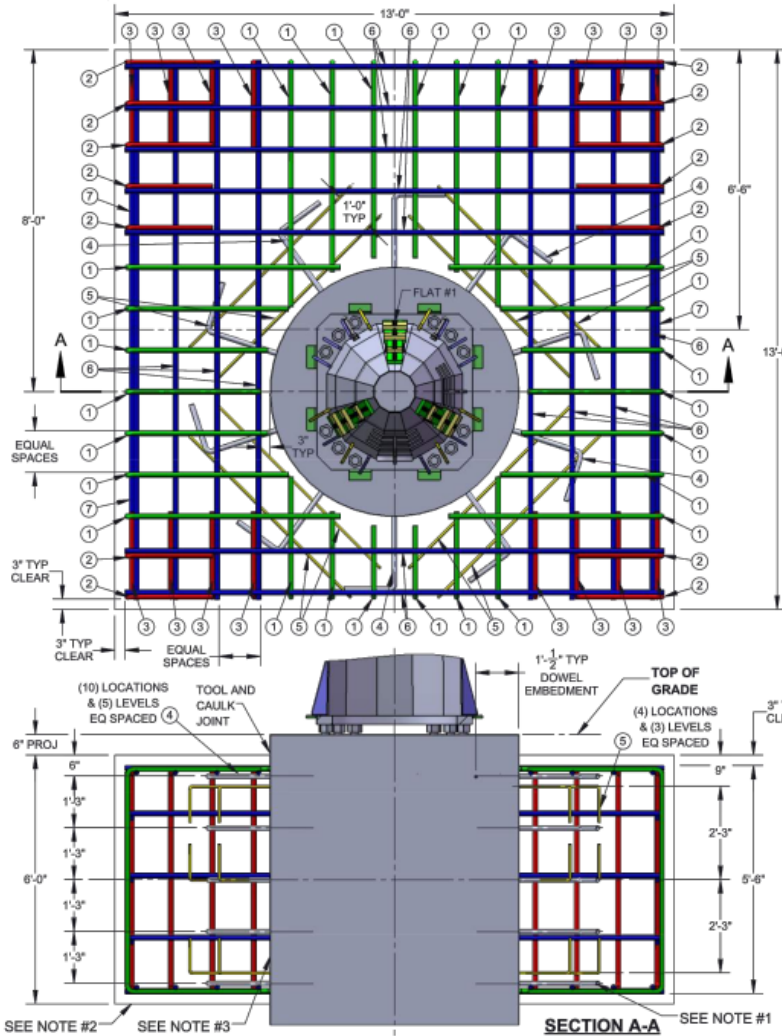 13'-0"
3 3 3 3 1 1 1 6 1 1 1 3 3 3 3
2 2
2 2
2 2
2 2
7 4
2 2
8'-0"
6'-6"
13'-
1'-0"
TYP
4
1 1
5 5
1 1
FLAT #1
7
1 6
A A
1 1
6
1 1
EQUAL
SPACES
1 1
3"
TYP
6
4
1 1
7
1 1
2 2
3" TYP
CLEAR
2 2
3" TYP
CLEAR
3 3 3 3 1 5 1 1 4 1 6 1 1 1 5 3 3 3 3
EQUAL
SPACES
1'-1/2" TYP
DOWEL
EMBEDMENT
(10) LOCATIONS
& (5) LEVELS
EQ SPACED 4
TOOL AND
CAULK
JOINT
TOP OF
GRADE
(4) LOCATIONS
& (3) LEVELS
EQ SPACED
5
3"
6" PROJ
6"
9"
1'-3"
1'-3"
2'-3"
6'-0"
5'-6"
1'-3"
2'-3"
1'-3"
SEE NOTE #2
SEE NOTE #3
SECTION A-A
SEE NOTE #1